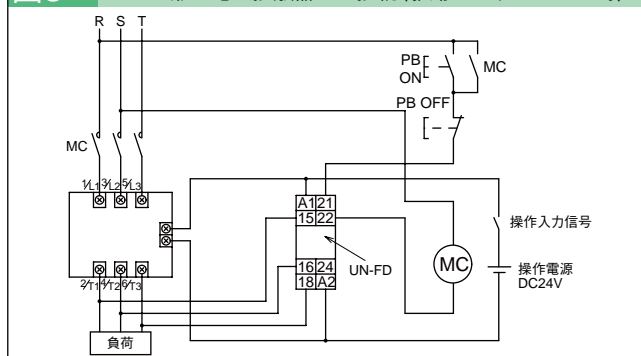 R S T
PB
ON
MC
PB OFF
MC
1/L1 3/L2 5/L3
A1 21
15 22
操作入力信号
UN-FD
MC
16 24
18 A2
操作電源
DC24V
2/T1 4/T2 6/T3
負荷